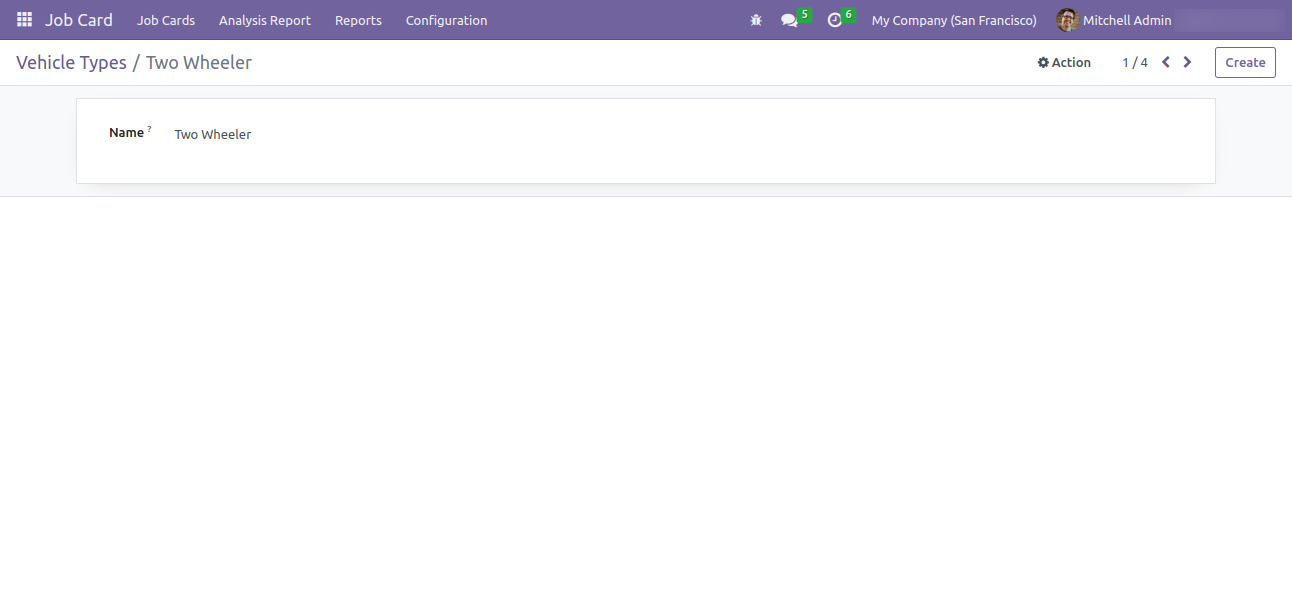 Job Card Job Cards Analysis Report Reports Configuration 5 6 My Company (San Francisco) Mitchell Admin
Vehicle Types / Two Wheeler Action 1 / 4 Create
Name ? Two Wheeler